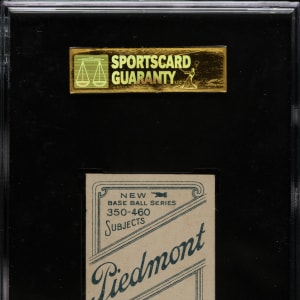 SPORTSCARD
GUARANTY
NEW
BASE BALL SERIES
350-460
SUBJECTS
Piedmont